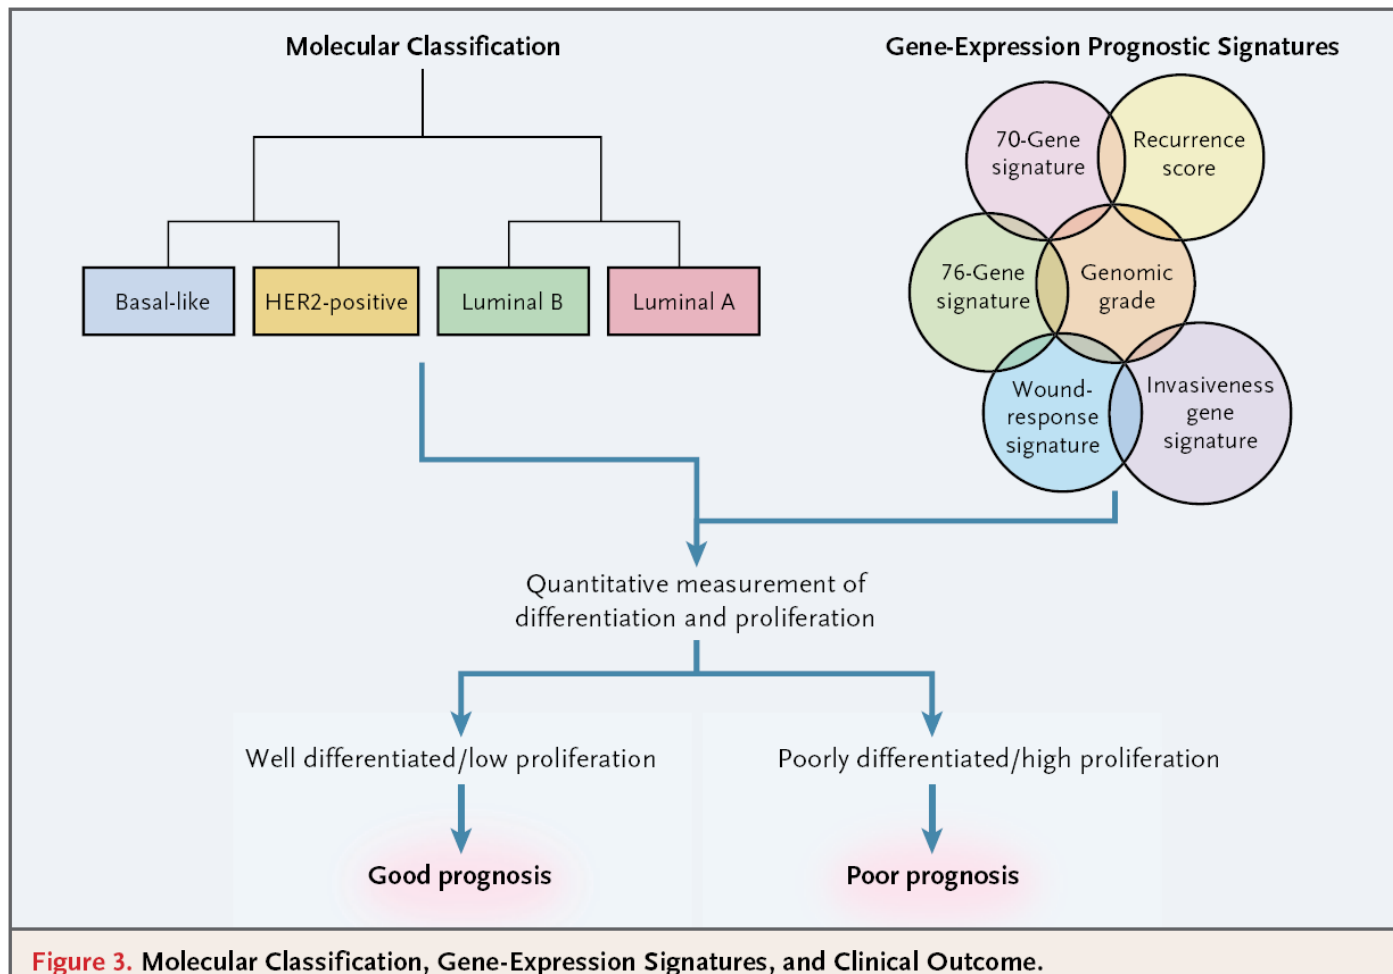 Molecular Classification
Gene-Expression Prognostic Signatures
Basal-like
HER2-positive
Luminal B
Luminal A
70-Gene
signature
Recurrence
score
76-Gene
signature
Genomic
grade
Wound-
response
signature
Invasiveness
gene
signature
Quantitative measurement of
differentiation and proliferation
Well differentiated/low proliferation
Poorly differentiated/high proliferation
Good prognosis
Poor prognosis
Figure 3. Molecular Classification, Gene-Expression Signatures, and Clinical Outcome.